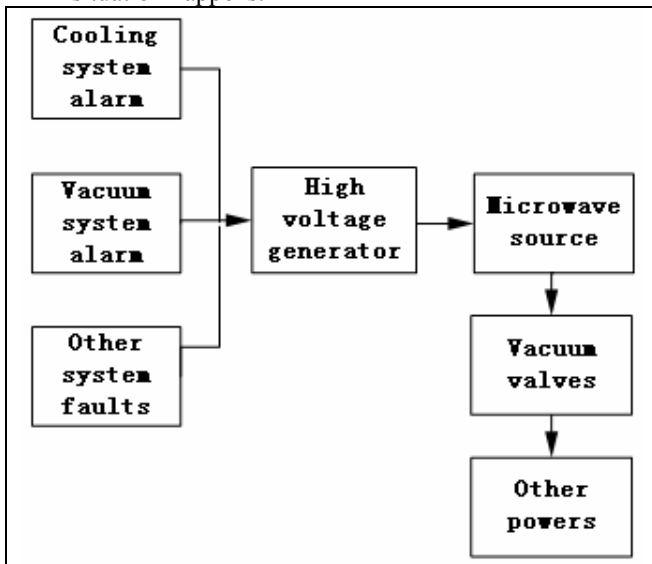 Cooling
system
alarm
Vacuum
system
alarm
Other
system
faults
High
voltage
generator
Microwave
source
Vacuum
valves
Other
powers